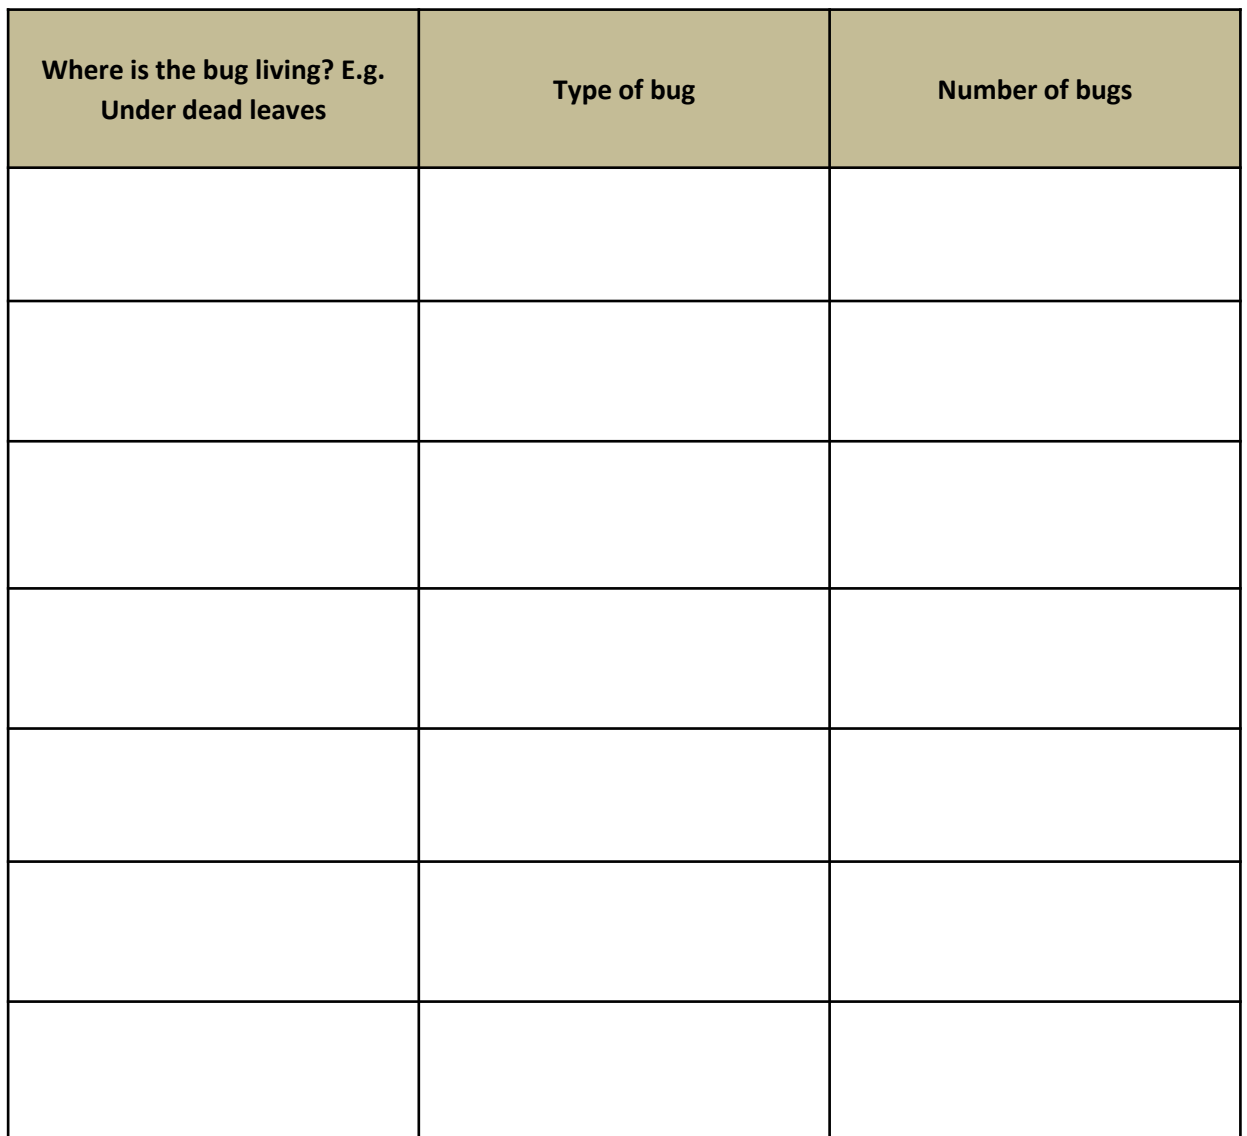 Where is the bug living? E.g.
Under dead leaves
Type of bug
Number of bugs